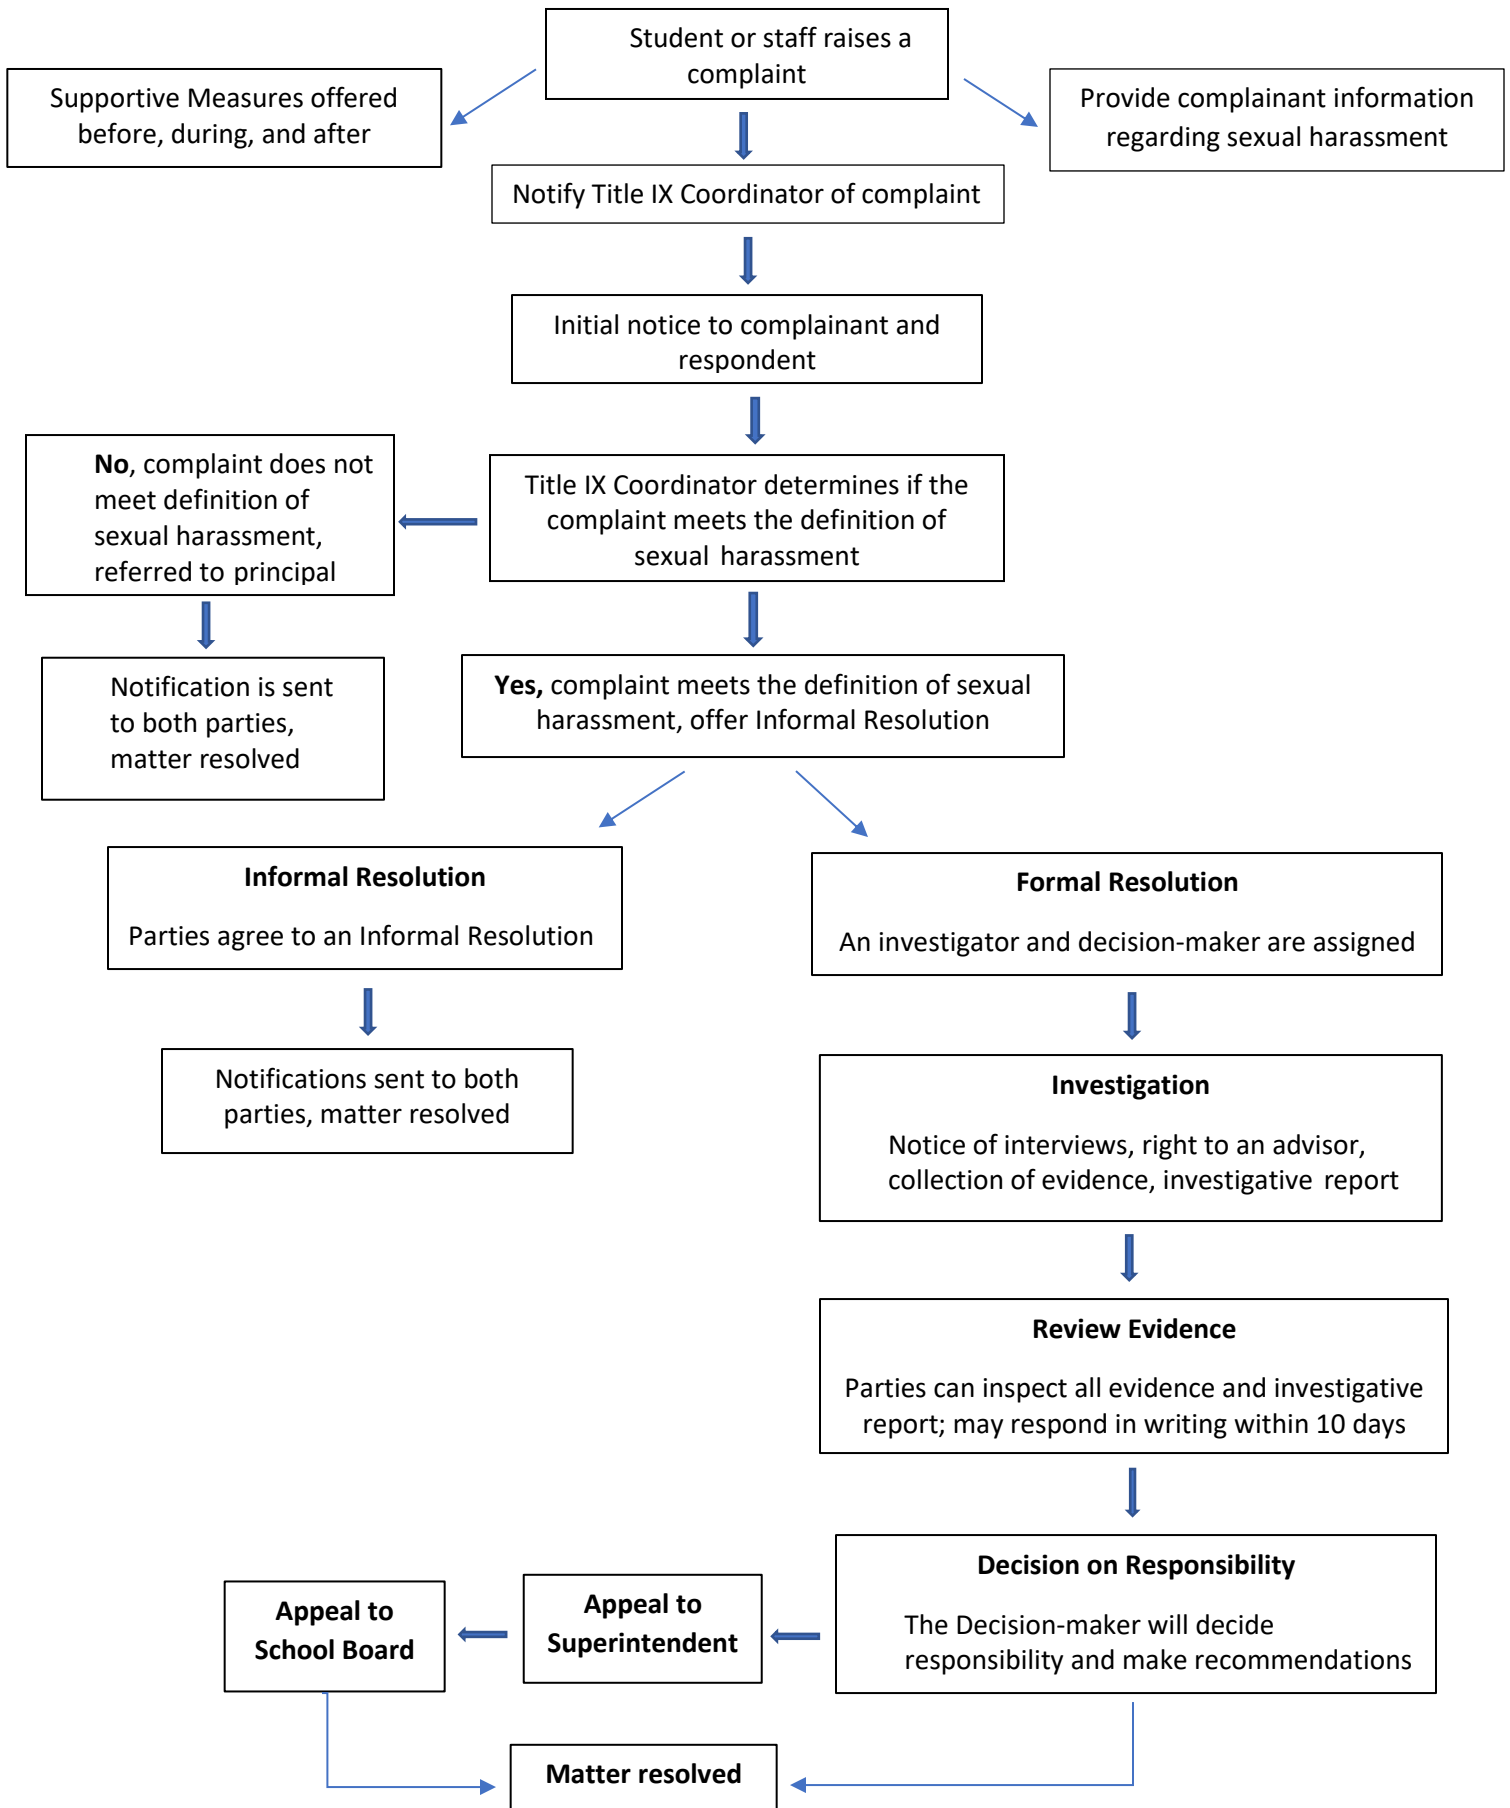 Student or staff raises a
complaint
Supportive Measures offered
before, during, and after
Provide complainant information
regarding sexual harassment
Notify Title IX Coordinator of complaint
Initial notice to complainant and
respondent
No, complaint does not
meet definition of
sexual harassment,
referred to principal
Title IX Coordinator determines if the
complaint meets the definition of
sexual harassment
Notification is sent
to both parties,
matter resolved
Yes, complaint meets the definition of sexual
harassment, offer Informal Resolution
Informal Resolution
Parties agree to an Informal Resolution
Formal Resolution
An investigator and decision-maker are assigned
Notifications sent to both
parties, matter resolved
Investigation
Notice of interviews, right to an advisor,
collection of evidence, investigative report
Review Evidence
Parties can inspect all evidence and investigative
report; may respond in writing within 10 days
Decision on Responsibility
The Decision-maker will decide
responsibility and make recommendations
Appeal to
Superintendent
Appeal to
School Board
Matter resolved